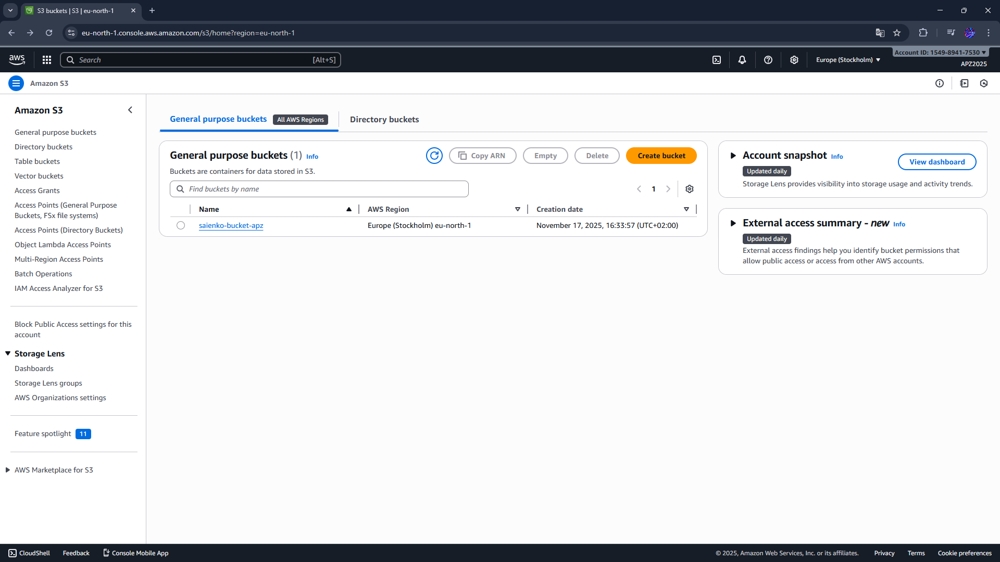 S3 buckets | S3 | eu-north-1
eu-north-1.console.aws.amazon.com/s3/home?region=eu-north-1
aws
Search
[Alt+S]
Europe (Stockholm)
Account ID: 1549-8941-7530
APZ2025
Amazon S3
Amazon S3
General purpose buckets
Directory buckets
Table buckets
Vector buckets
Access Grants
Access Points (General Purpose
Buckets, FSx file systems)
Access Points (Directory Buckets)
Object Lambda Access Points
Multi-Region Access Points
Batch Operations
IAM Access Analyzer for S3
Block Public Access settings for this
account
Storage Lens
Dashboards
Storage Lens groups
AWS Organizations settings
Feature spotlight 11
AWS Marketplace for S3
General purpose buckets All AWS Regions
Directory buckets
General purpose buckets (1) Info
Copy ARN
Empty
Delete
Create bucket
Buckets are containers for data stored in S3.
Find buckets by name
1
Name AWS Region Creation date
saienko-bucket-apz Europe (Stockholm) eu-north-1 November 17, 2025, 16:33:57 (UTC+02:00)
Account snapshot Info
View dashboard
Updated daily
Storage Lens provides visibility into storage usage and activity trends.
External access summary - new Info
Updated daily
External access findings help you identify bucket permissions that
allow public access or access from other AWS accounts.
CloudShell Feedback Console Mobile App
© 2025, Amazon Web Services, Inc. or its affiliates. Privacy Terms Cookie preferences